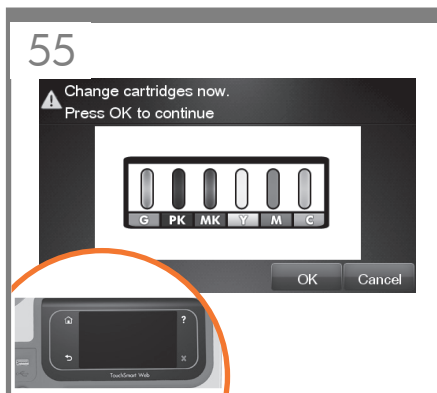 55
Change cartridges now.
Press OK to continue
G PK MK Y M C
OK Cancel
?
X
TouchSmart Web